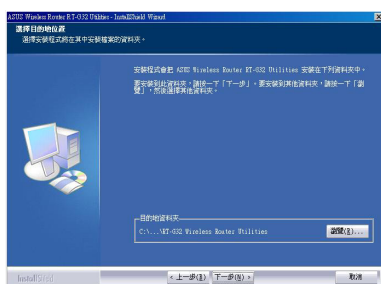 ASUS Wireless Router RT-G32 Utilities - InstallShield Wizard
選擇目的地位置
選擇安裝程式將在其中安裝檔案的資料夾。
安裝程式會把 ASUS Wireless Router RT-G32 Utilities 安裝在下列資料夾中。
要安裝到此資料夾，請按一下「下一步」。要安裝到其他資料夾，請按一下「瀏
覽」，然後選擇其他資料夾。
目的地資料夾
C:\...\RT-G32 Wireless Router Utilities
瀏覽(R)...
InstallShield
< 上一步(B)
下一步(N) >
取消